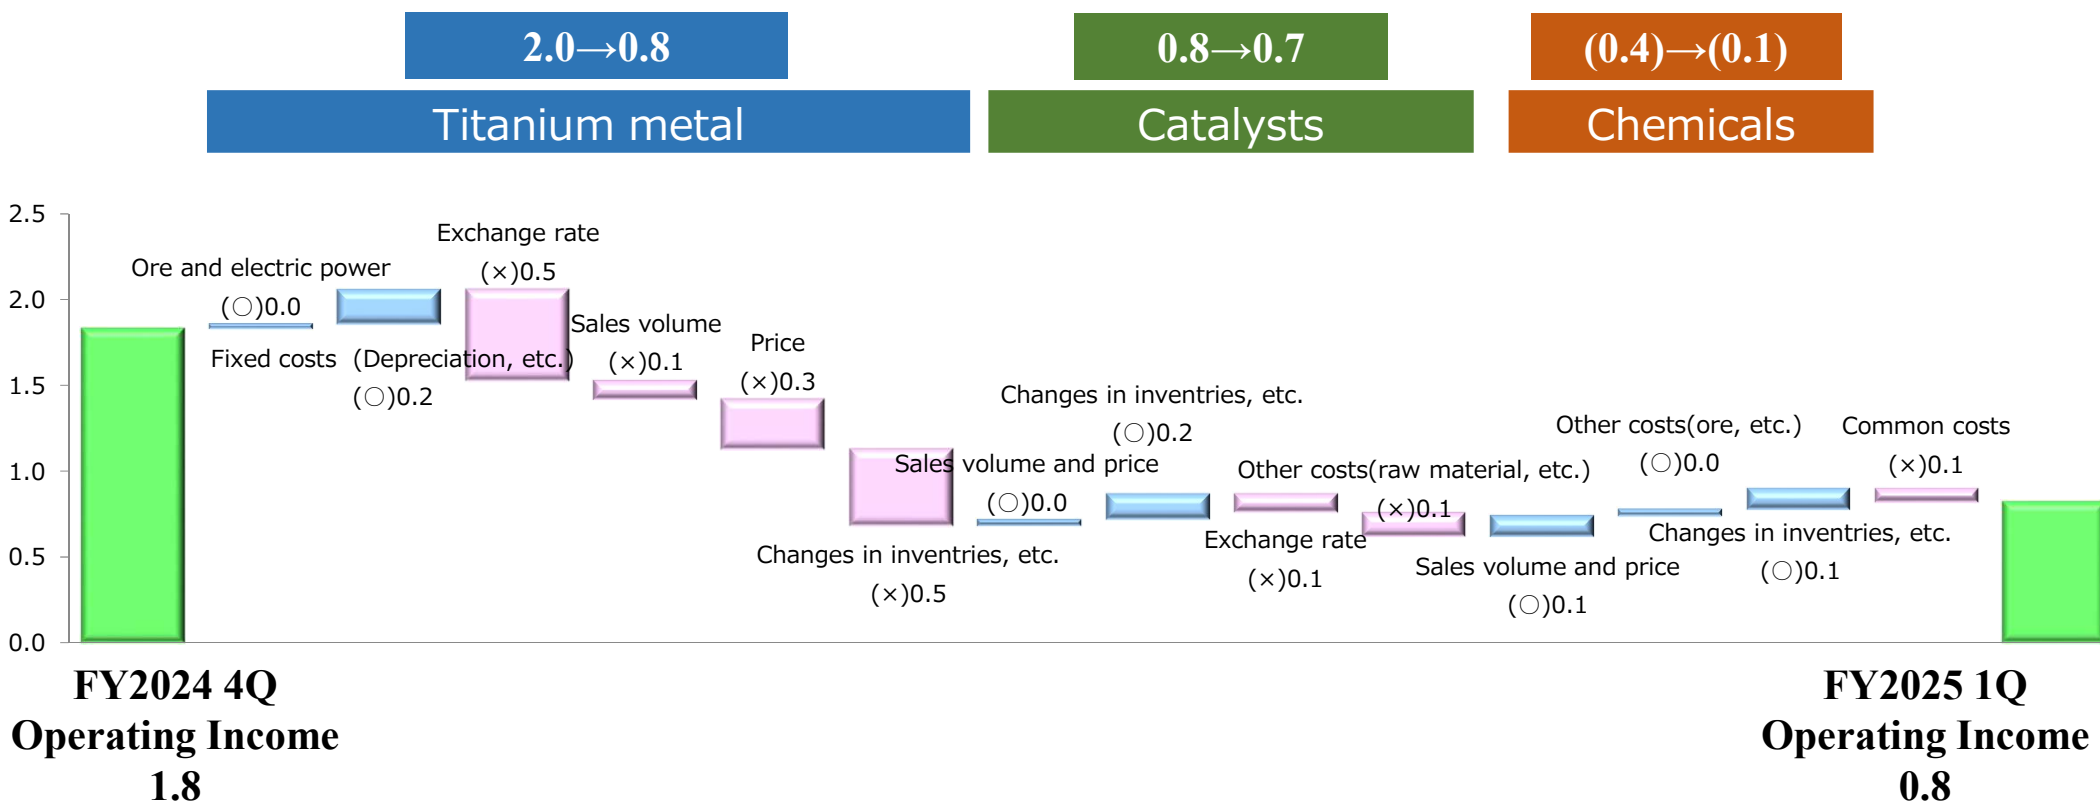 2.0→0.8
0.8→0.7
(0.4)→(0.1)
Titanium metal
Catalysts
Chemicals
2.5
2.0
1.5
1.0
0.5
0.0
Ore and electric power
(○)0.0
Fixed costs (Depreciation, etc.)
(○)0.2
Exchange rate
(×)0.5
Sales volume
(×)0.1
Price
(×)0.3
Changes in inventries, etc.
(×)0.5
Sales volume and price
(○)0.0
Changes in inventries, etc.
(○)0.2
Exchange rate
(×)0.1
Other costs(raw material, etc.)
(×)0.1
Sales volume and price
(○)0.1
Other costs(ore, etc.)
(○)0.0
Changes in inventries, etc.
(○)0.1
Common costs
(×)0.1
FY2024 4Q
Operating Income
1.8
FY2025 1Q
Operating Income
0.8